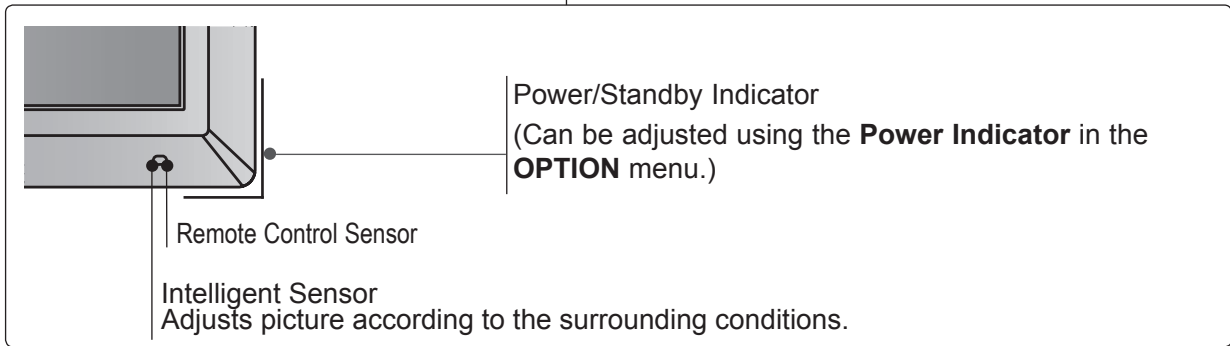 Power/Standby Indicator
(Can be adjusted using the Power Indicator in the
OPTION menu.)
Remote Control Sensor
Intelligent Sensor
Adjusts picture according to the surrounding conditions.